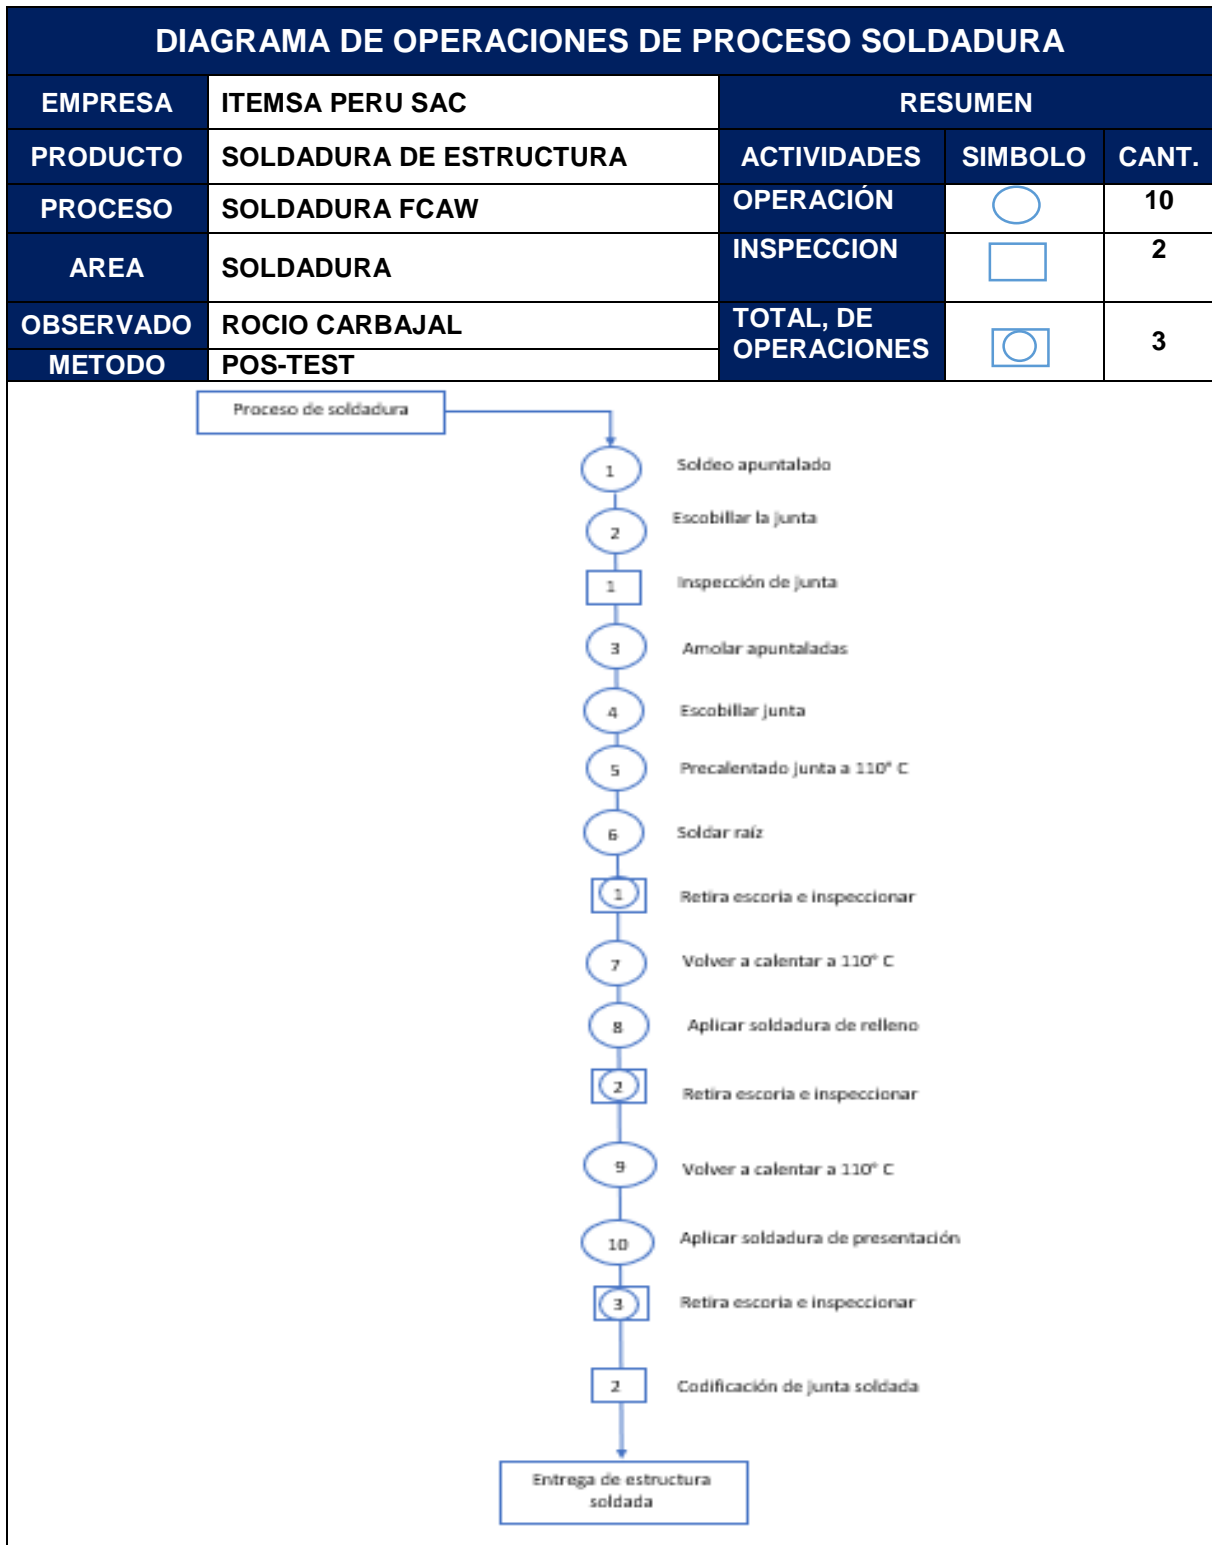 DIAGRAMA DE OPERACIONES DE PROCESO SOLDADURA
EMPRESA ITEMSA PERU SAC RESUMEN
PRODUCTO SOLDADURA DE ESTRUCTURA ACTIVIDADES SIMBOLO CANT.
PROCESO SOLDADURA FCAW OPERACIÓN 10
AREA SOLDADURA INSPECCION 2
OBSERVADO ROCIO CARBAJAL TOTAL, DE
OPERACIONES 3
METODO POS-TEST
Proceso de soldadura
1 Soldeo apuntalado
2 Escobillar la junta
1 Inspección de junta
3 Amolar apuntaladas
4 Escobillar junta
5 Precalentado junta a 110° C
6 Soldar raíz
1 Retira escoria e inspeccionar
7 Volver a calentar a 110° C
8 Aplicar soldadura de relleno
2 Retira escoria e inspeccionar
9 Volver a calentar a 110° C
10 Aplicar soldadura de presentación
3 Retira escoria e inspeccionar
2 Codificación de junta soldada
Entrega de estructura
soldada